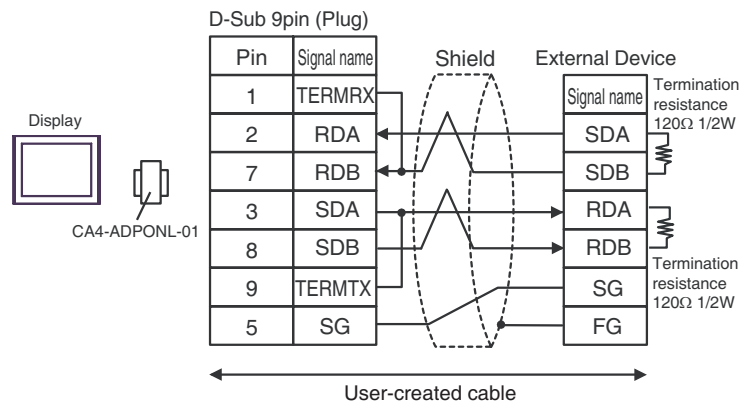 D-Sub 9pin (Plug)
Pin Signal name Shield External Device
1 TERMRX Signal name Termination
resistance
120Ω 1/2W
Display
2 RDA SDA
7 RDB SDB
3 SDA RDA
CA4-ADPONL-01
8 SDB RDB
Termination
resistance
120Ω 1/2W
9 TERMTX SG
5 SG FG
User-created cable